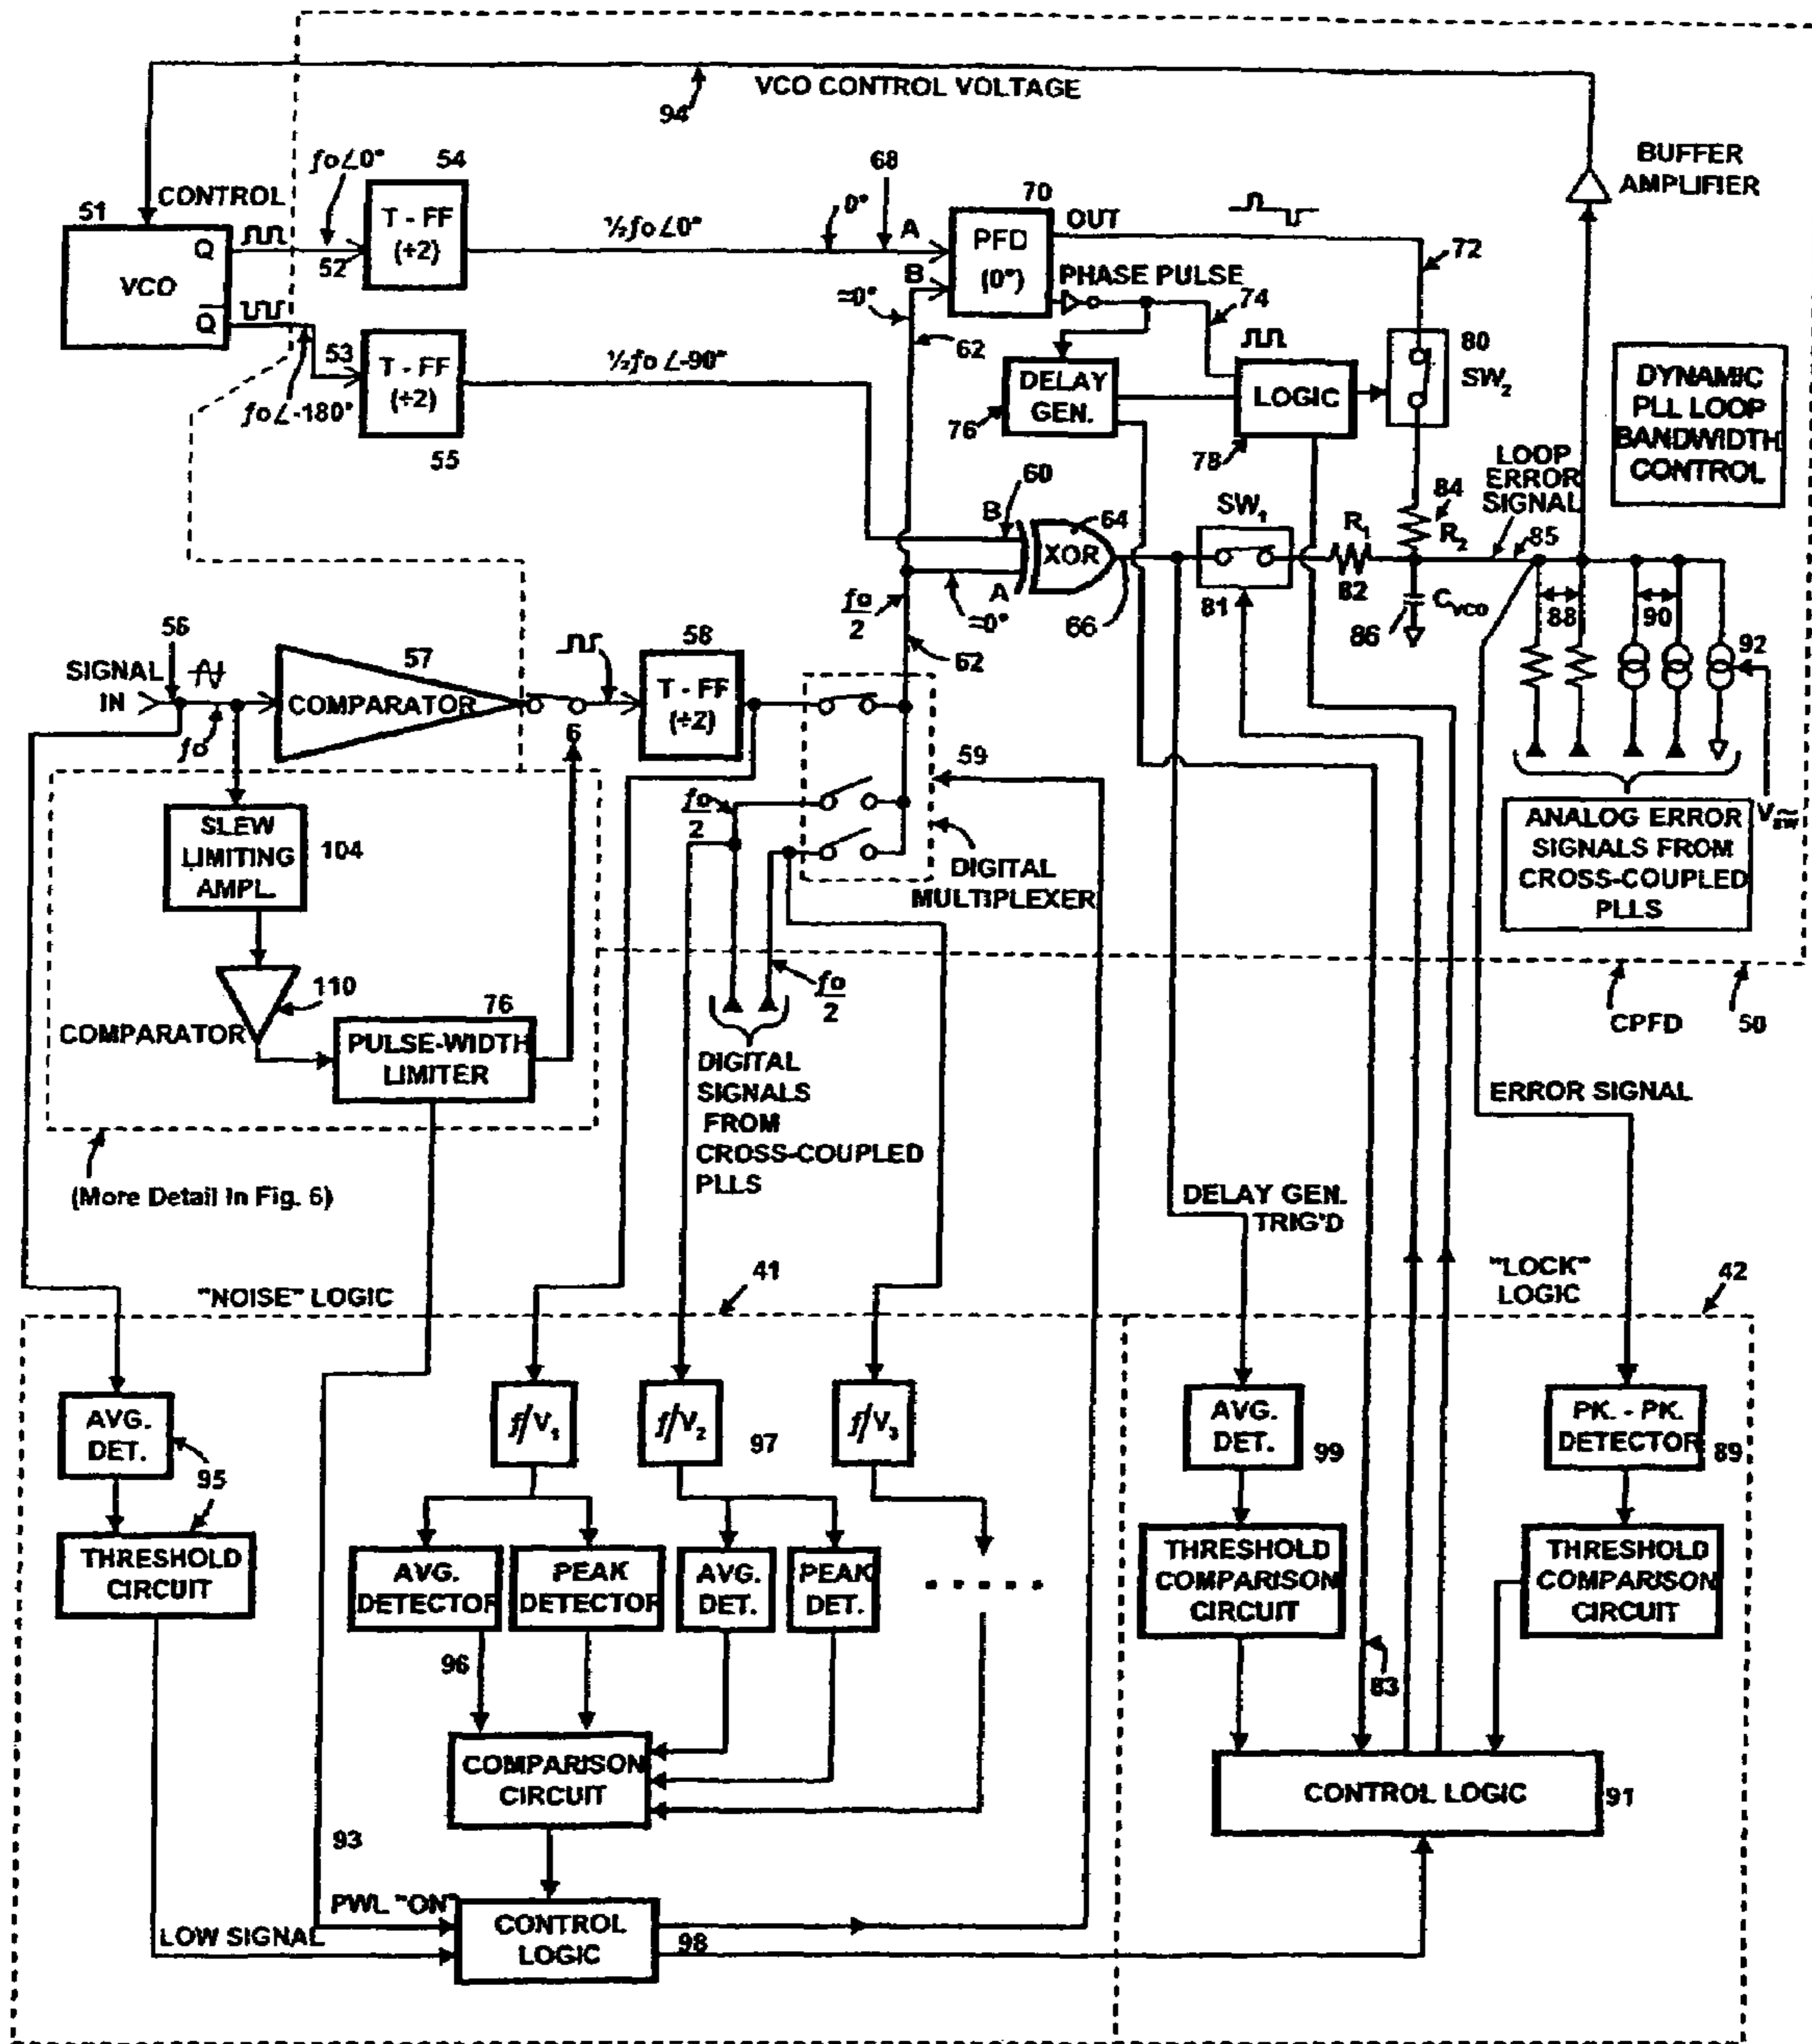 VCO CONTROL VOLTAGE
94
BUFFER
AMPLIFIER
fo∠0°
54
68
70
CONTROL
51
T - FF
(÷2)
½fo∠0°
0°
A
PFD
(0°)
OUT
72
Q
52
VCO
B
PHASE PULSE
74
Q̅
≈0°
53
T - FF
(÷2)
½fo∠-90°
62
80
SW₂
fo∠-180°
55
DELAY
GEN.
76
LOGIC
78
DYNAMIC
PLL LOOP
BANDWIDTH
CONTROL
LOOP
ERROR
SIGNAL
60
84
B
64
SW₁
R₁
R₂
85
XOR
A
fo
2
≈0°
66
81
82
86
Cvco
88
90
92
56
57
58
62
SIGNAL
IN
COMPARATOR
fo
6
T - FF
(÷2)
59
fo
2
Vsw
SLEW
LIMITING
AMPL.
104
DIGITAL
MULTIPLEXER
ANALOG ERROR
SIGNALS FROM
CROSS-COUPLED
PLLS
fo
2
110
COMPARATOR
76
PULSE-WIDTH
LIMITER
CPFD
50
DIGITAL
SIGNALS
FROM
CROSS-COUPLED
PLLS
ERROR SIGNAL
(More Detail In Fig. 6)
DELAY GEN.
TRIG'D
"NOISE" LOGIC
41
"LOCK"
LOGIC
42
AVG.
DET.
95
f/V₁
f/V₂
97
f/V₃
AVG.
DET.
99
PK. - PK.
DETECTOR
89
THRESHOLD
CIRCUIT
AVG.
DETECTOR
PEAK
DETECTOR
AVG.
DET.
PEAK
DET.
. . . . .
THRESHOLD
COMPARISON
CIRCUIT
THRESHOLD
COMPARISON
CIRCUIT
96
83
COMPARISON
CIRCUIT
CONTROL LOGIC
91
93
PWL "ON"
LOW SIGNAL
CONTROL
LOGIC
98